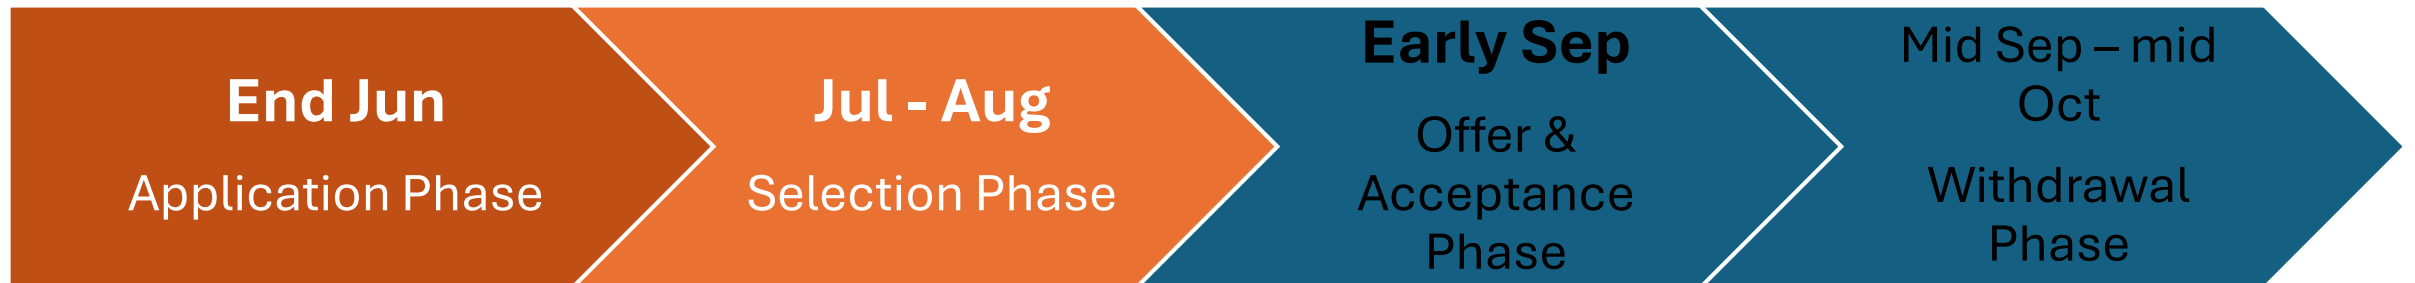 End Jun
Application Phase
Jul - Aug
Selection Phase
Early Sep
Offer &
Acceptance
Phase
Mid Sep – mid
Oct
Withdrawal
Phase